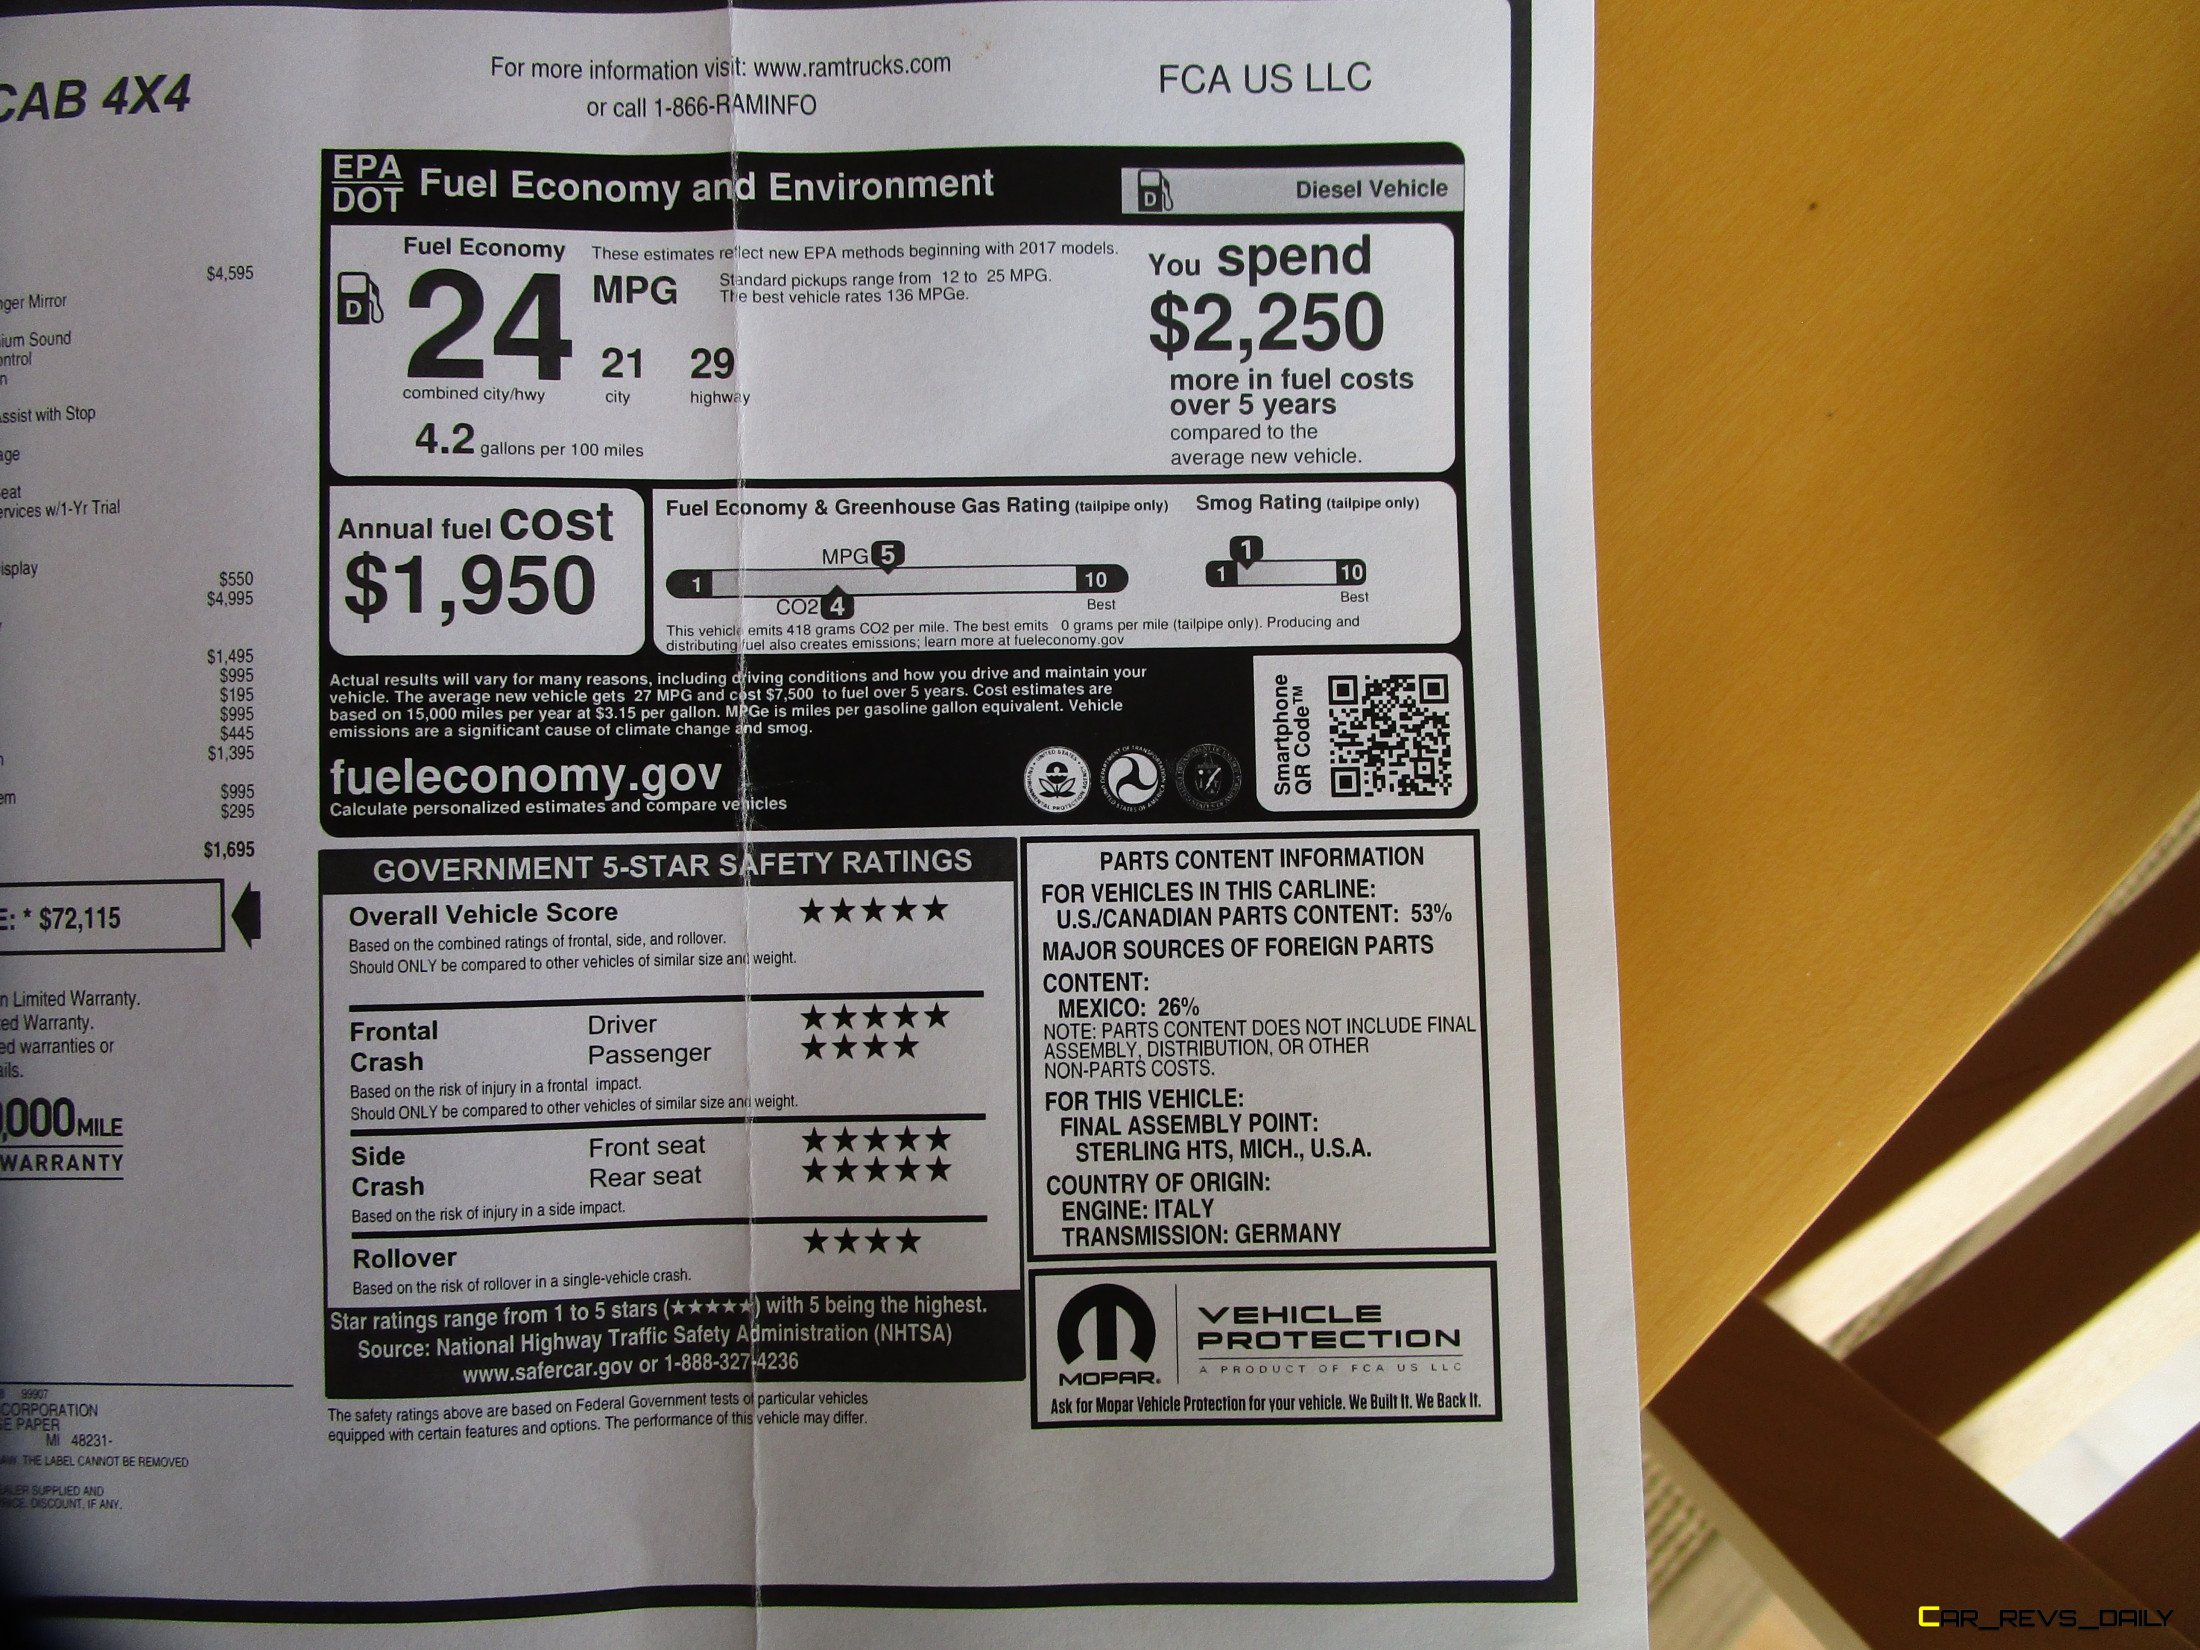 CAB 4X4
For more information visit: www.ramtrucks.com
or call 1-866-RAMINFO
FCA US LLC
$4,595
ger Mirror
ium Sound
ontrol
n
ssist with Stop
age
eat
ervices w/1-Yr Trial
isplay
$550
$4,995
$1,495
$995
$195
$995
$445
$1,395
em
$995
$295
$1,695
E: * $72,115
n Limited Warranty.
ed Warranty.
ed warranties or
ails.
,000 MILE
WARRANTY
99907
CORPORATION
E PAPER
MI 48231-
AW. THE LABEL CANNOT BE REMOVED
ALER SUPPLIED AND
RICE. DISCOUNT, IF ANY.
EPA
DOT
Fuel Economy and Environment
D
Diesel Vehicle
Fuel Economy
These estimates reflect new EPA methods beginning with 2017 models.
D
24
MPG
Standard pickups range from 12 to 25 MPG.
The best vehicle rates 136 MPGe.
21
29
combined city/hwy
city
highway
4.2 gallons per 100 miles
You spend
$2,250
more in fuel costs
over 5 years
compared to the
average new vehicle.
Annual fuel cost
$1,950
Fuel Economy & Greenhouse Gas Rating (tailpipe only)
MPG 5
1
10
CO2 4
Best
Smog Rating (tailpipe only)
1
1
10
Best
This vehicle emits 418 grams CO2 per mile. The best emits 0 grams per mile (tailpipe only). Producing and
distributing fuel also creates emissions; learn more at fueleconomy.gov
Actual results will vary for many reasons, including driving conditions and how you drive and maintain your
vehicle. The average new vehicle gets 27 MPG and cost $7,500 to fuel over 5 years. Cost estimates are
based on 15,000 miles per year at $3.15 per gallon. MPGe is miles per gasoline gallon equivalent. Vehicle
emissions are a significant cause of climate change and smog.
fueleconomy.gov
Calculate personalized estimates and compare vehicles
Smartphone
QR Code™
GOVERNMENT 5-STAR SAFETY RATINGS
Overall Vehicle Score ★★★★★
Based on the combined ratings of frontal, side, and rollover.
Should ONLY be compared to other vehicles of similar size and weight.
Frontal Driver ★★★★★
Crash Passenger ★★★★
Based on the risk of injury in a frontal impact.
Should ONLY be compared to other vehicles of similar size and weight.
Side Front seat ★★★★★
Crash Rear seat ★★★★★
Based on the risk of injury in a side impact.
Rollover ★★★★
Based on the risk of rollover in a single-vehicle crash.
Star ratings range from 1 to 5 stars (★★★★★) with 5 being the highest.
Source: National Highway Traffic Safety Administration (NHTSA)
www.safercar.gov or 1-888-327-4236
The safety ratings above are based on Federal Government tests of particular vehicles
equipped with certain features and options. The performance of this vehicle may differ.
PARTS CONTENT INFORMATION
FOR VEHICLES IN THIS CARLINE:
U.S./CANADIAN PARTS CONTENT: 53%
MAJOR SOURCES OF FOREIGN PARTS
CONTENT:
MEXICO: 26%
NOTE: PARTS CONTENT DOES NOT INCLUDE FINAL
ASSEMBLY, DISTRIBUTION, OR OTHER
NON-PARTS COSTS.
FOR THIS VEHICLE:
FINAL ASSEMBLY POINT:
STERLING HTS, MICH., U.S.A.
COUNTRY OF ORIGIN:
ENGINE: ITALY
TRANSMISSION: GERMANY
MOPAR.
VEHICLE
PROTECTION
A PRODUCT OF FCA US LLC
Ask for Mopar Vehicle Protection for your vehicle. We Built It. We Back It.
CAR_REVS_DAILY